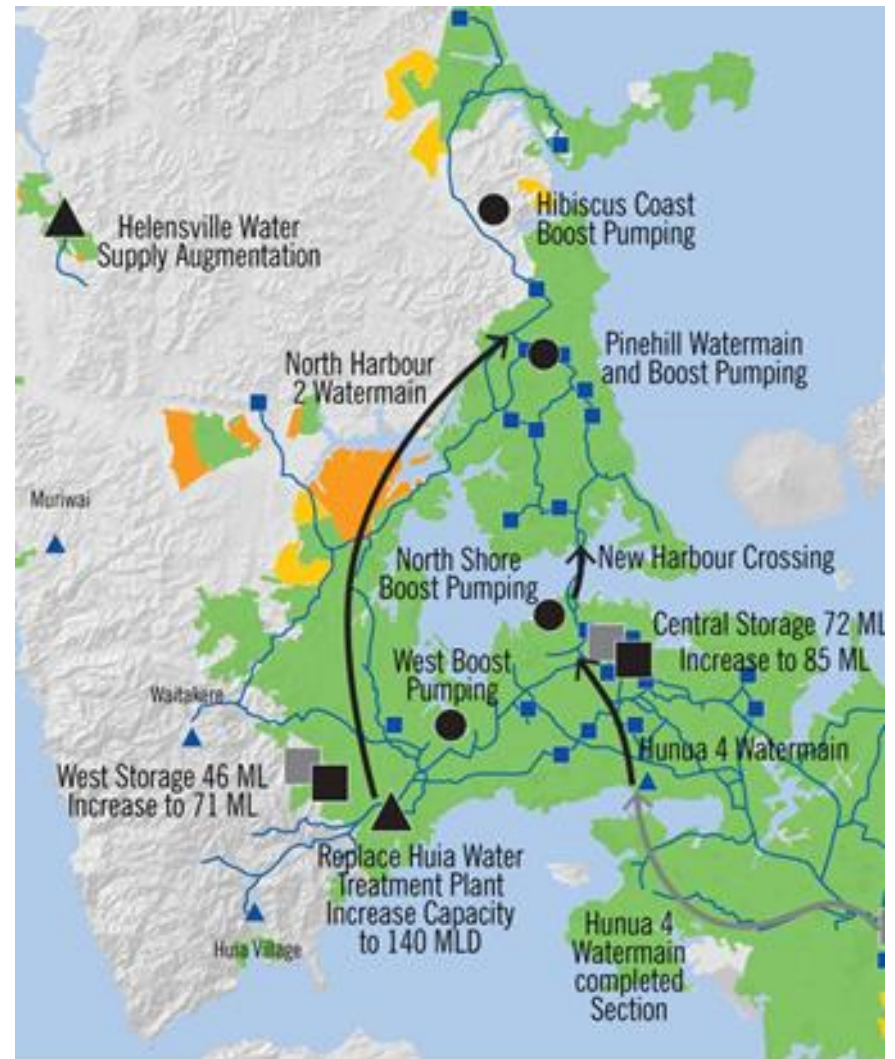 Hibiscus Coast
Boost Pumping
Helensville Water
Supply Augmentation
Pinehill Watermain
and Boost Pumping
North Harbour
2 Watermain
Muriwai
New Harbour Crossing
North Shore
Boost Pumping
Central Storage 72 ML
Increase to 85 ML
West Boost
Pumping
Waitakere
Hunua 4 Watermain
West Storage 46 ML
Increase to 71 ML
Replace Huia Water
Treatment Plant
Increase Capacity
to 140 MLD
Huia Village
Hunua 4
Watermain
completed
Section